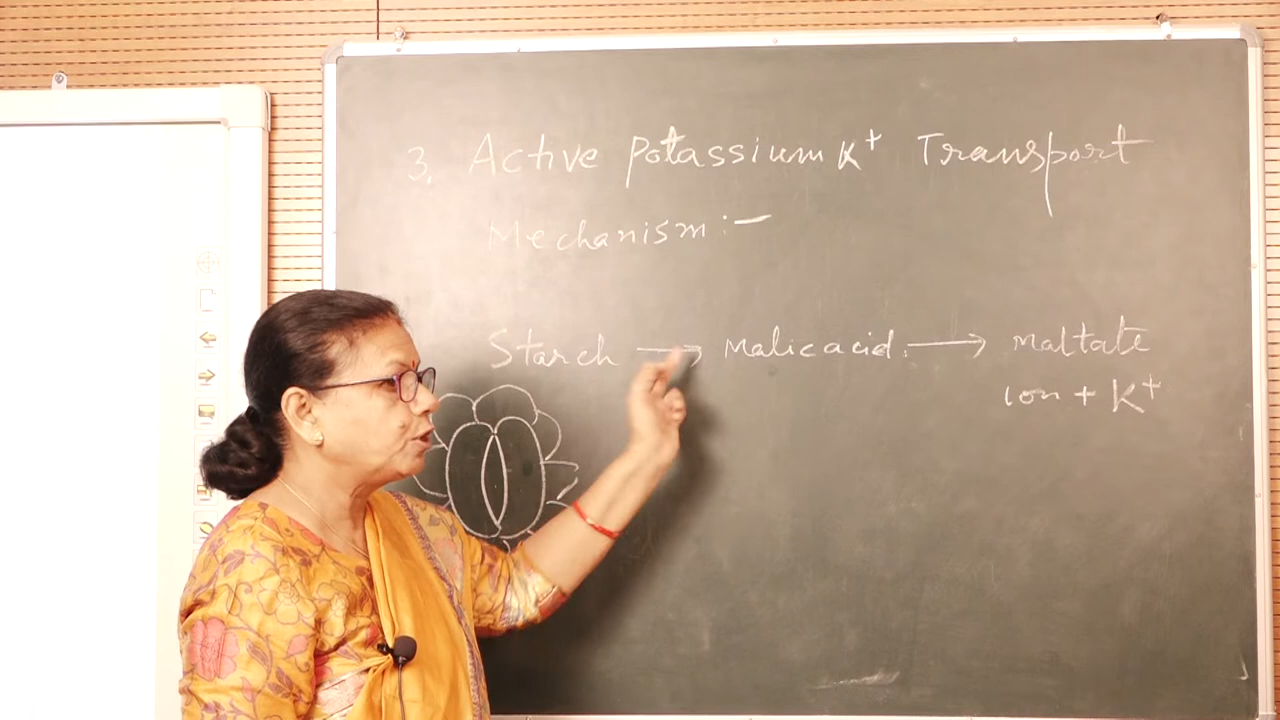 3. Active Potassium K⁺ Transport
Mechanism :-
Starch → Malic acid. → Maltate
ion + K⁺